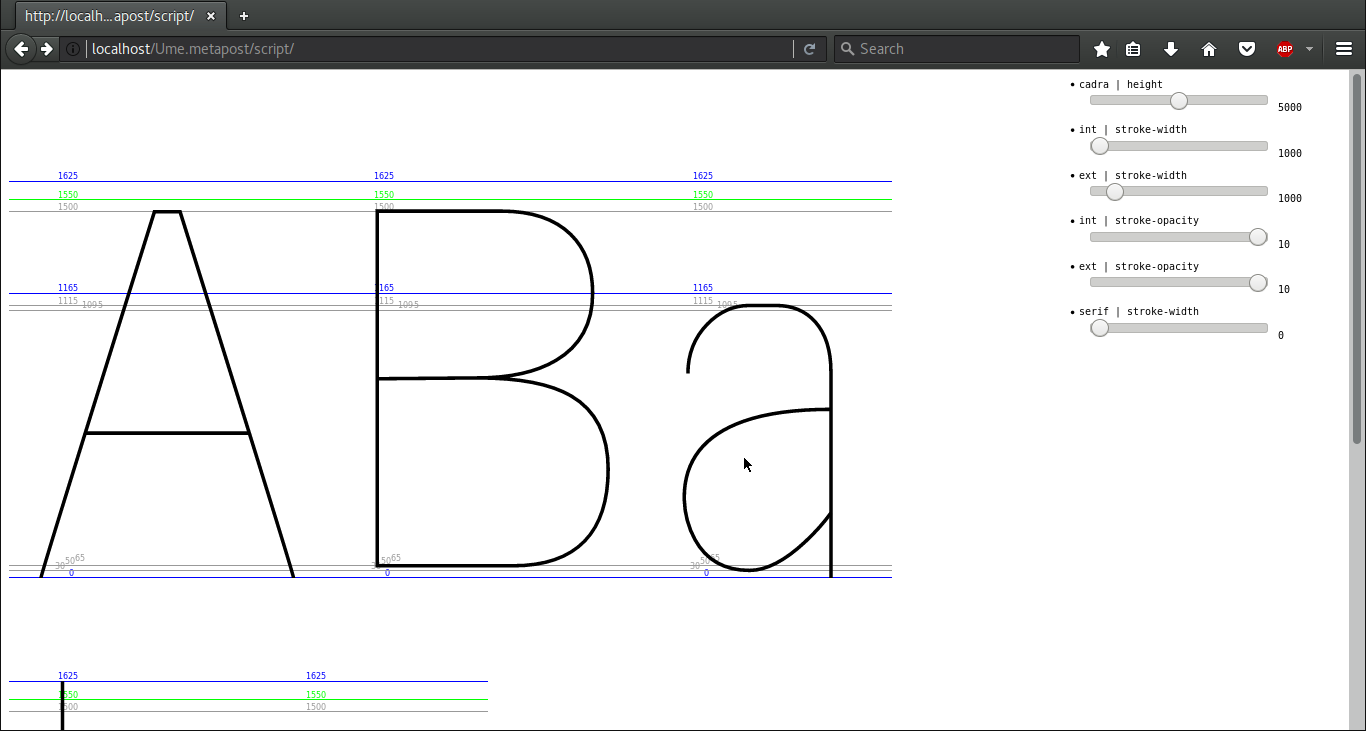 http://localh...apost/script/
localhost/Ume.metapost/script/
Search
ABP
• cadra | height
5000
• int | stroke-width
1000
• ext | stroke-width
1000
• int | stroke-opacity
10
• ext | stroke-opacity
10
• serif | stroke-width
0
1625 1625 1625
1550 1550 1550
1500 1500 1500
1165 1165 1165
1115 1095 1115 1095 1115 1095
A B a
30 50 65 30 50 65 30 50 65
0 0 0
1625 1625
1550 1550
1500 1500